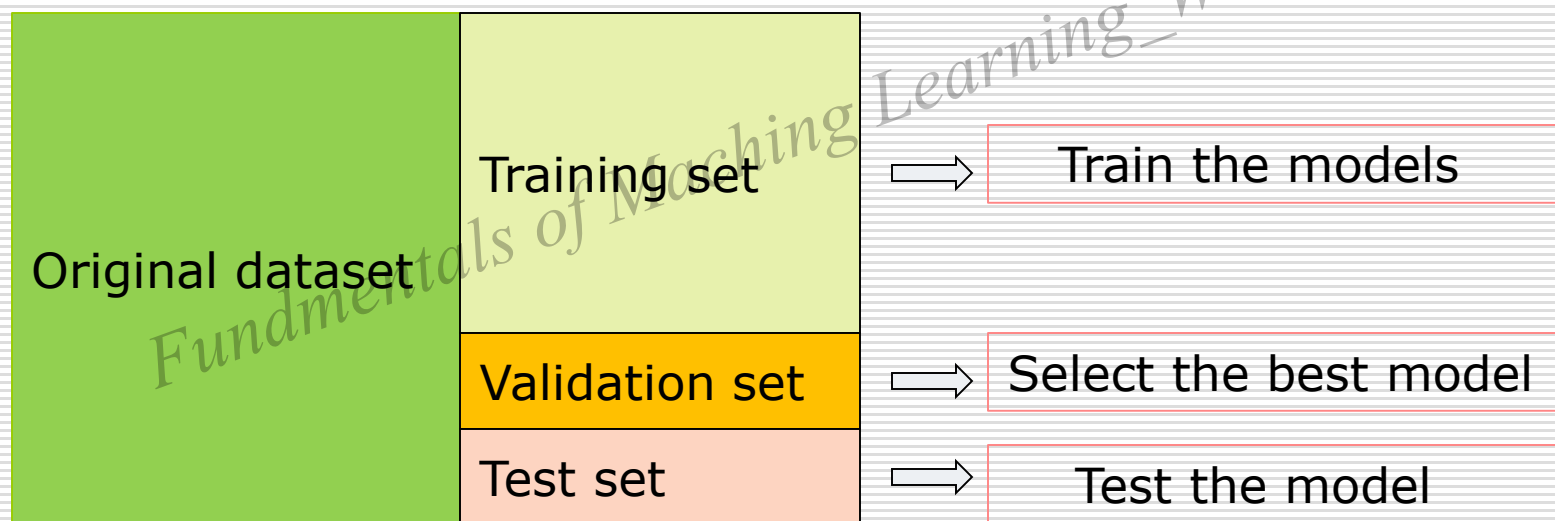 Original dataset
Training set
Train the models
Validation set
Select the best model
Test set
Test the model
Fundmentals of Maching Learning_